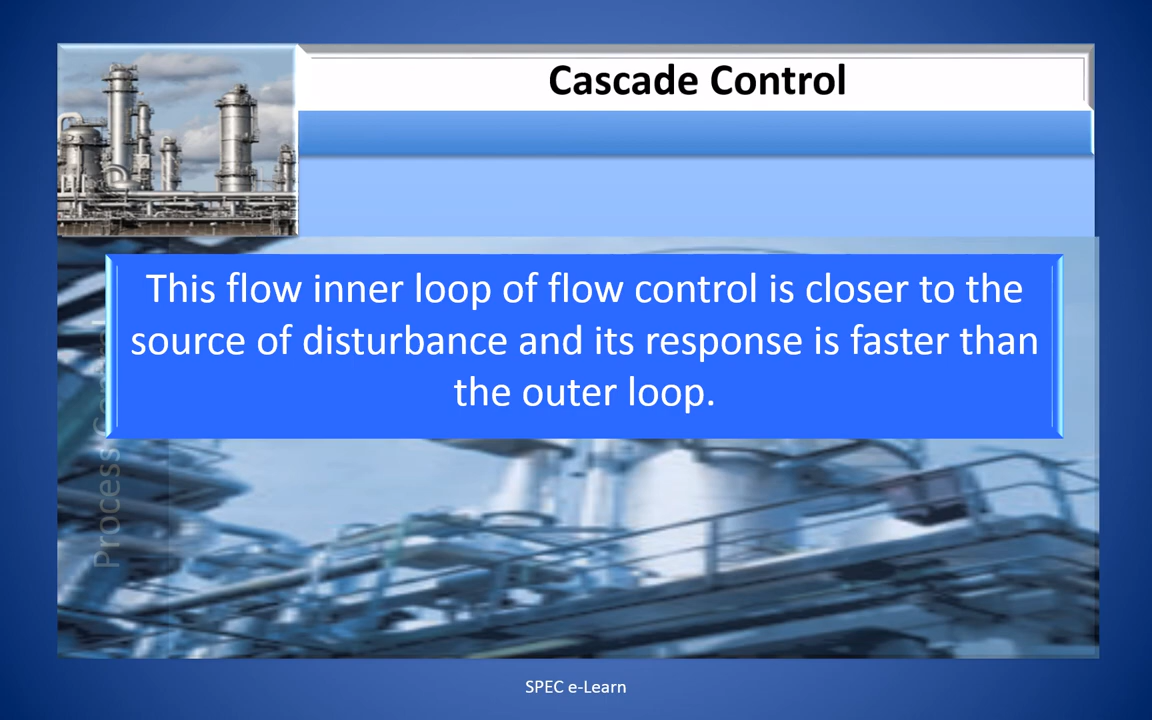 Cascade Control
This flow inner loop of flow control is closer to the
source of disturbance and its response is faster than
the outer loop.
Process
SPEC e-Learn